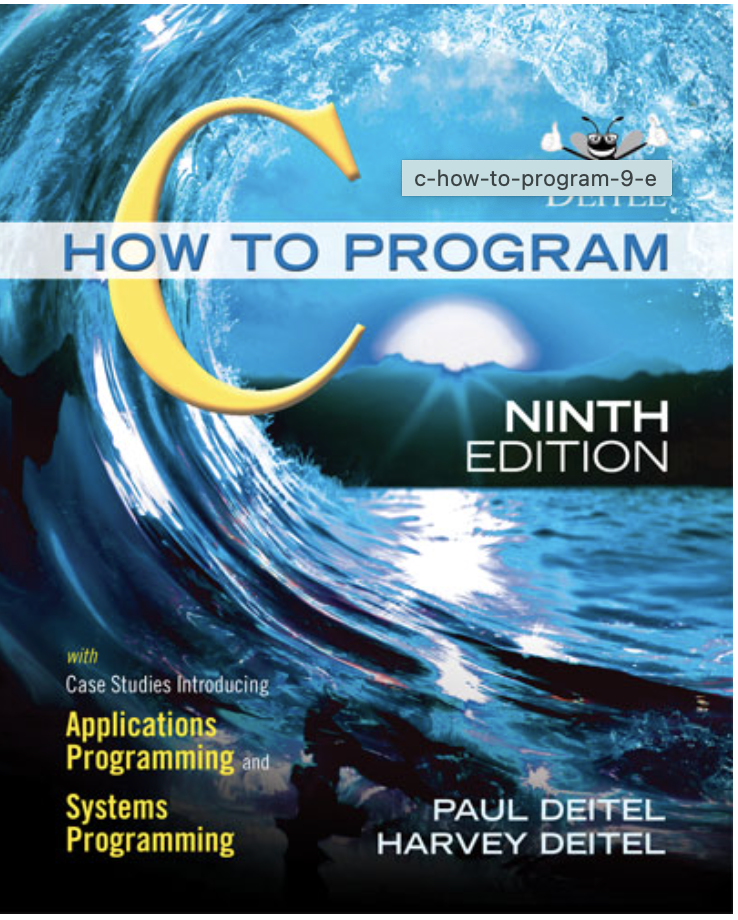 C
c-how-to-program-9-e
DEITEL
HOW TO PROGRAM
NINTH
EDITION
with
Case Studies Introducing
Applications
Programming and
Systems
Programming
PAUL DEITEL
HARVEY DEITEL